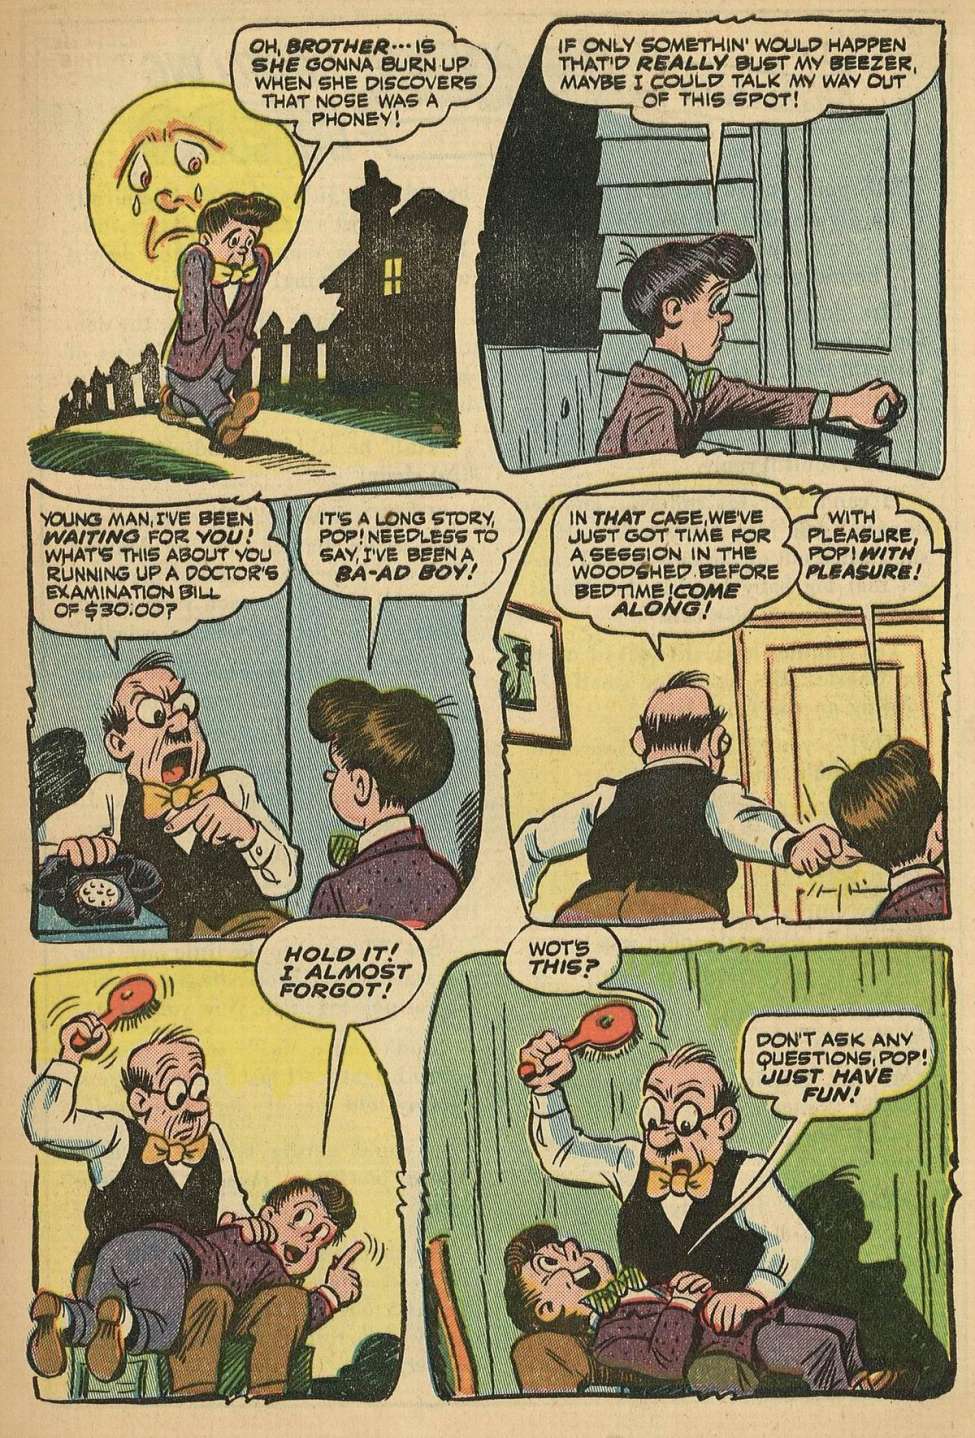 OH, BROTHER... IS
SHE GONNA BURN UP
WHEN SHE DISCOVERS
THAT NOSE WAS A
PHONEY!
IF ONLY SOMETHIN' WOULD HAPPEN
THAT'D REALLY BUST MY BEEZER,
MAYBE I COULD TALK MY WAY OUT
OF THIS SPOT!
YOUNG MAN, I'VE BEEN
WAITING FOR YOU!
WHAT'S THIS ABOUT YOU
RUNNING UP A DOCTOR'S
EXAMINATION BILL
OF $30.00?
IT'S A LONG STORY,
POP! NEEDLESS TO
SAY, I'VE BEEN A
BA-AD BOY!
IN THAT CASE, WE'VE
JUST GOT TIME FOR
A SESSION IN THE
WOODSHED BEFORE
BEDTIME! COME
ALONG!
WITH
PLEASURE,
POP! WITH
PLEASURE!
HOLD IT!
I ALMOST
FORGOT!
WOT'S
THIS?
DON'T ASK ANY
QUESTIONS, POP!
JUST HAVE
FUN!